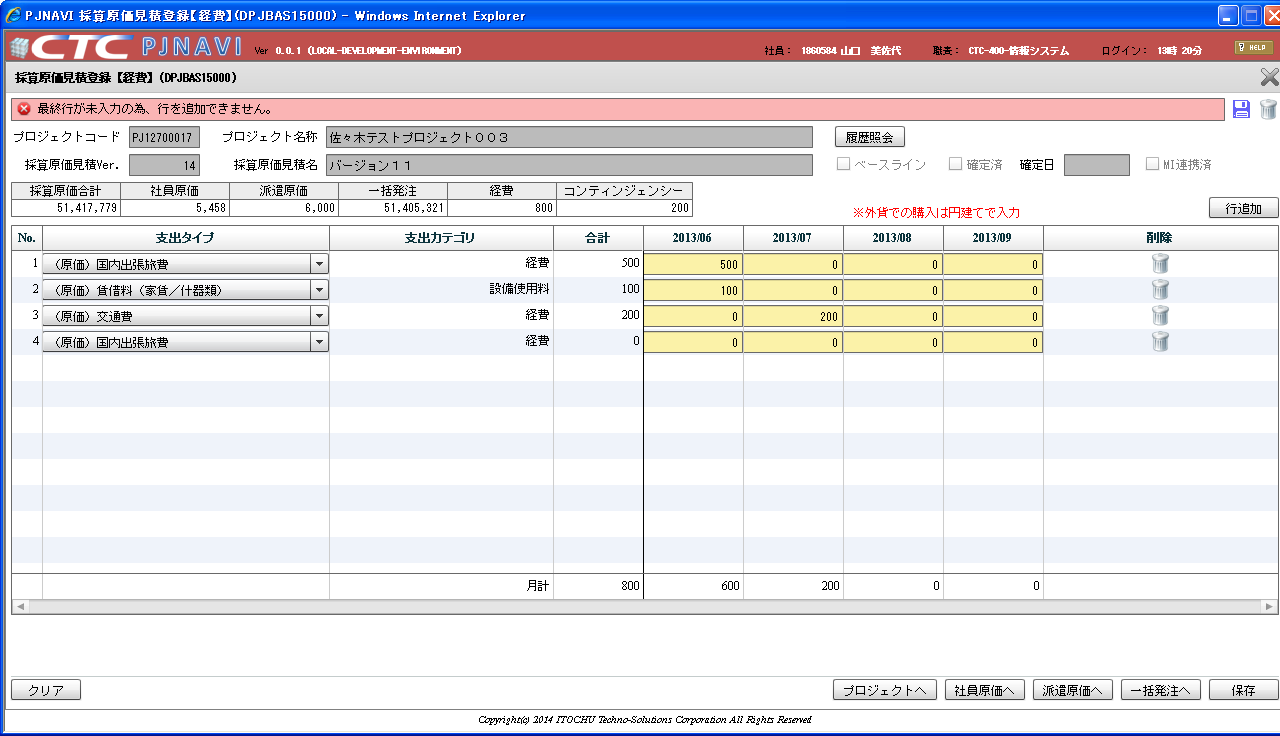 PJNAVI 採算原価見積登録【経費】(DPJBAS15000) - Windows Internet Explorer
CTC PJNAVI Ver 0.0.1 (LOCAL-DEVELOPMENT-ENVIRONMENT) 社員： 1860584 山口 美佐代 職責： CTC-400-情報システム ログイン： 13時 20分 ? HELP
採算原価見積登録【経費】(DPJBAS15000)
最終行が未入力の為、行を追加できません。
プロジェクトコード PJ12700017 プロジェクト名称 佐々木テストプロジェクト００３ 履歴照会
採算原価見積Ver. 14 採算原価見積名 バージョン１１ ベースライン 確定済 確定日 MI連携済
採算原価合計 社員原価 派遣原価 一括発注 経費 コンティンジェンシー
51,417,779 5,458 6,000 51,405,321 800 200
※外貨での購入は円建てで入力 行追加
No. 支出タイプ 支出カテゴリ 合計 2013/06 2013/07 2013/08 2013/09 削除
1 （原価）国内出張旅費 経費 500 500 0 0 0
2 （原価）賃借料（家賃／什器類） 設備使用料 100 100 0 0 0
3 （原価）交通費 経費 200 0 200 0 0
4 （原価）国内出張旅費 経費 0 0 0 0 0
月計 800 600 200 0 0
クリア プロジェクトへ 社員原価へ 派遣原価へ 一括発注へ 保存
Copyright(c) 2014 ITOCHU Techno-Solutions Corporation All Rights Reserved